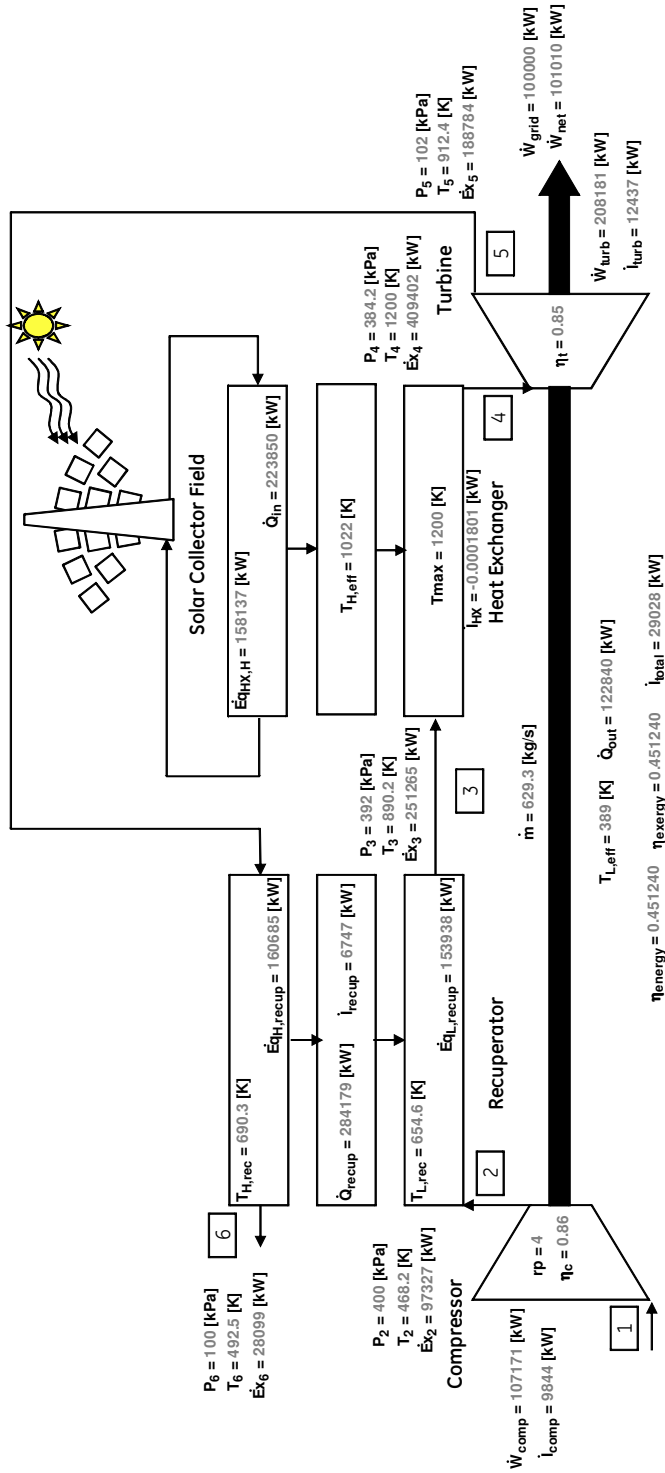 P5 = 102 [kPa]
T5 = 912.4 [K]
Ėx5 = 188784 [kW]
Solar Collector Field
ĖqHX,H = 158137 [kW]
Q̇in = 223850 [kW]
TH,eff = 1022 [K]
Tmax = 1200 [K]
İHX = -0.0001801 [kW]
Heat Exchanger
P4 = 384.2 [kPa]
T4 = 1200 [K]
Ėx4 = 409402 [kW]
Turbine
5
4
ηt = 0.85
Ẇgrid = 100000 [kW]
Ẇnet = 101010 [kW]
Ẇturb = 208181 [kW]
İturb = 12437 [kW]
P6 = 100 [kPa]
T6 = 492.5 [K]
Ėx6 = 28099 [kW]
6
TH,rec = 690.3 [K]
ĖqH,recup = 160685 [kW]
Q̇recup = 284179 [kW]
İrecup = 6747 [kW]
TL,rec = 654.6 [K]
ĖqL,recup = 153938 [kW]
Recuperator
P3 = 392 [kPa]
T3 = 890.2 [K]
Ėx3 = 251265 [kW]
3
P2 = 400 [kPa]
T2 = 468.2 [K]
Ėx2 = 97327 [kW]
Compressor
2
rp = 4
ηc = 0.86
1
Ẇcomp = 107171 [kW]
İcomp = 9844 [kW]
ṁ = 629.3 [kg/s]
TL,eff = 389 [K]
Q̇out = 122840 [kW]
ηenergy = 0.451240
ηexergy = 0.451240
İtotal = 29028 [kW]